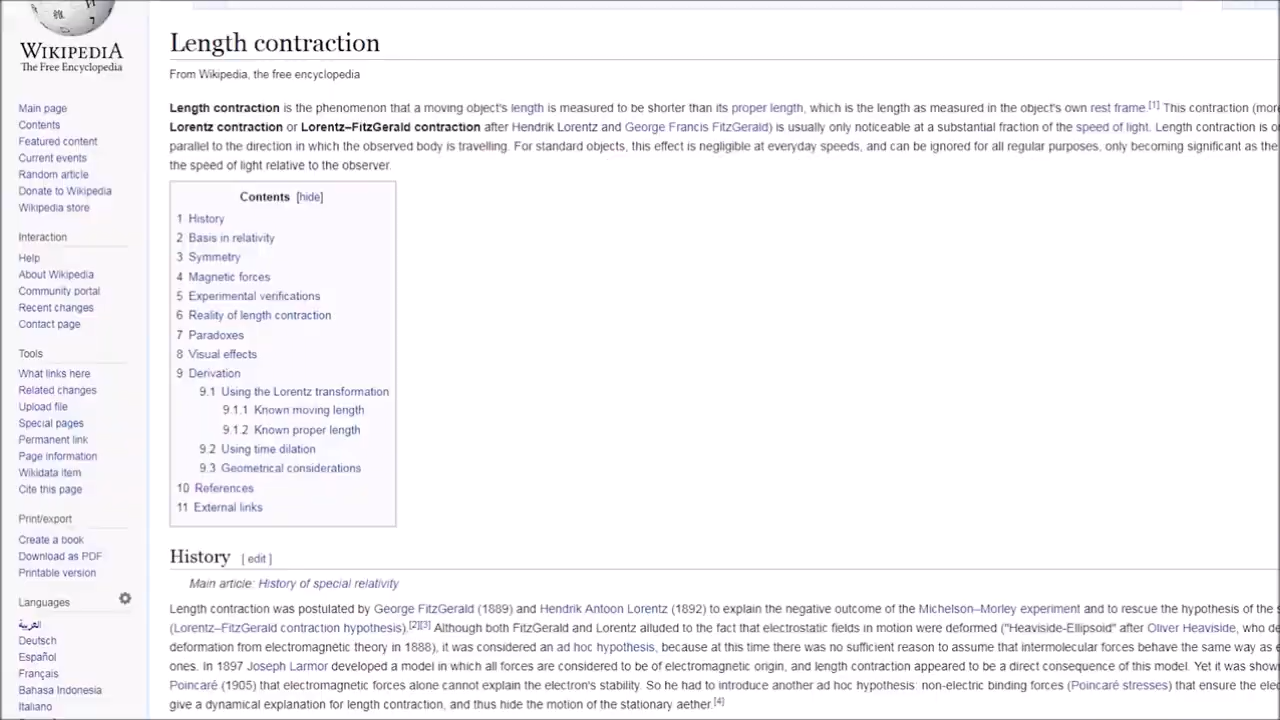 WIKIPEDIA
The Free Encyclopedia
Main page
Contents
Featured content
Current events
Random article
Donate to Wikipedia
Wikipedia store
Interaction
Help
About Wikipedia
Community portal
Recent changes
Contact page
Tools
What links here
Related changes
Upload file
Special pages
Permanent link
Page information
Wikidata item
Cite this page
Print/export
Create a book
Download as PDF
Printable version
Languages
العربية
Deutsch
Español
Français
Bahasa Indonesia
Italiano
Length contraction
From Wikipedia, the free encyclopedia
Length contraction is the phenomenon that a moving object's length is measured to be shorter than its proper length, which is the length as measured in the object's own rest frame.[1] This contraction (mor
Lorentz contraction or Lorentz–FitzGerald contraction after Hendrik Lorentz and George Francis FitzGerald) is usually only noticeable at a substantial fraction of the speed of light. Length contraction is
parallel to the direction in which the observed body is travelling. For standard objects, this effect is negligible at everyday speeds, and can be ignored for all regular purposes, only becoming significant as the
the speed of light relative to the observer.
Contents [hide]
1 History
2 Basis in relativity
3 Symmetry
4 Magnetic forces
5 Experimental verifications
6 Reality of length contraction
7 Paradoxes
8 Visual effects
9 Derivation
9.1 Using the Lorentz transformation
9.1.1 Known moving length
9.1.2 Known proper length
9.2 Using time dilation
9.3 Geometrical considerations
10 References
11 External links
History [ edit ]
Main article: History of special relativity
Length contraction was postulated by George FitzGerald (1889) and Hendrik Antoon Lorentz (1892) to explain the negative outcome of the Michelson–Morley experiment and to rescue the hypothesis of the
(Lorentz–FitzGerald contraction hypothesis).[2][3] Although both FitzGerald and Lorentz alluded to the fact that electrostatic fields in motion were deformed ("Heaviside-Ellipsoid" after Oliver Heaviside, who de
deformation from electromagnetic theory in 1888), it was considered an ad hoc hypothesis, because at this time there was no sufficient reason to assume that intermolecular forces behave the same way as
ones. In 1897 Joseph Larmor developed a model in which all forces are considered to be of electromagnetic origin, and length contraction appeared to be a direct consequence of this model. Yet it was show
Poincaré (1905) that electromagnetic forces alone cannot explain the electron's stability. So he had to introduce another ad hoc hypothesis: non-electric binding forces (Poincaré stresses) that ensure the ele
give a dynamical explanation for length contraction, and thus hide the motion of the stationary aether.[4]